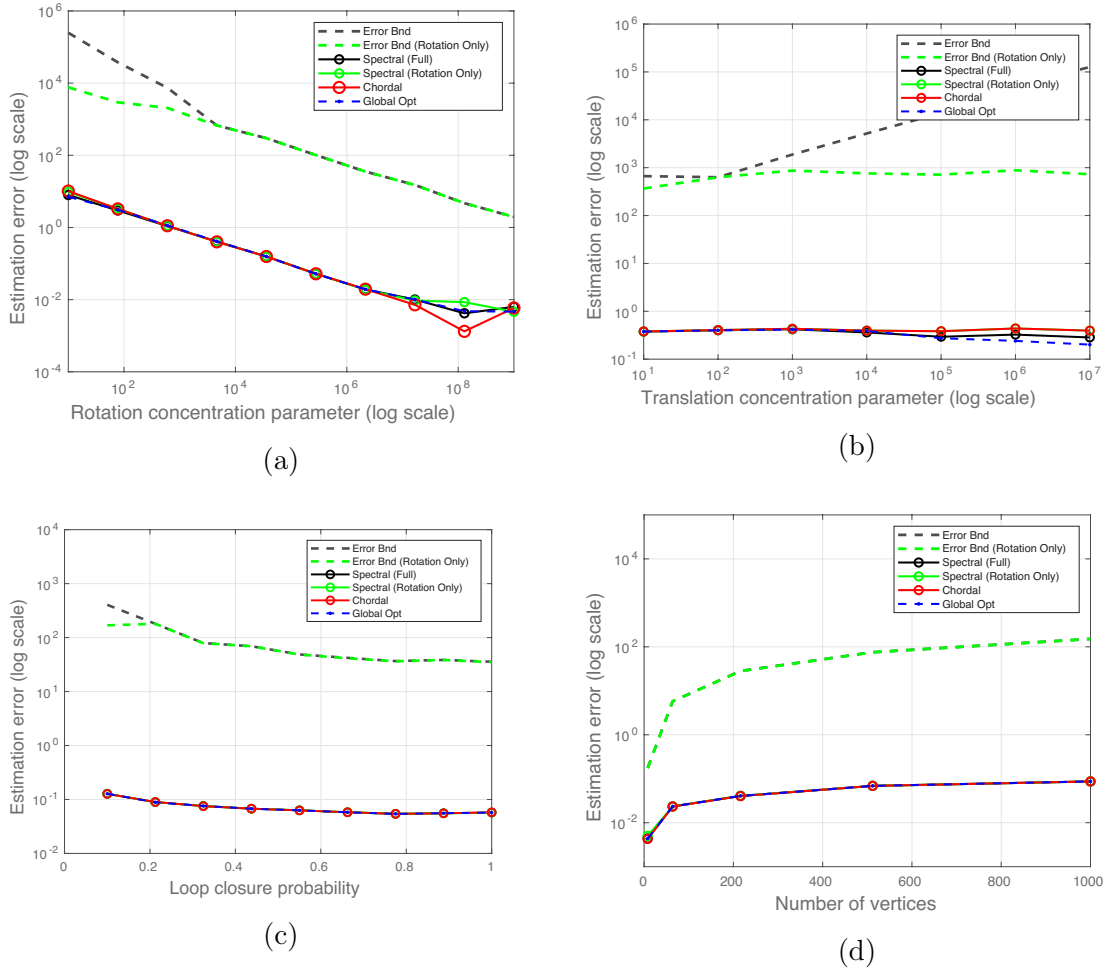 10^6
10^4
10^2
10^0
10^-2
10^-4
Estimation error (log scale)
Error Bnd
Error Bnd (Rotation Only)
Spectral (Full)
Spectral (Rotation Only)
Chordal
Global Opt
10^2
10^4
10^6
10^8
Rotation concentration parameter (log scale)
(a)
10^6
10^5
10^4
10^3
10^2
10^1
10^0
10^-1
Estimation error (log scale)
Error Bnd
Error Bnd (Rotation Only)
Spectral (Full)
Spectral (Rotation Only)
Chordal
Global Opt
10^1
10^2
10^3
10^4
10^5
10^6
10^7
Translation concentration parameter (log scale)
(b)
10^4
10^3
10^2
10^1
10^0
10^-1
10^-2
Estimation error (log scale)
Error Bnd
Error Bnd (Rotation Only)
Spectral (Full)
Spectral (Rotation Only)
Chordal
Global Opt
0
0.2
0.4
0.6
0.8
1
Loop closure probability
(c)
10^4
10^2
10^0
10^-2
Estimation error (log scale)
Error Bnd
Error Bnd (Rotation Only)
Spectral (Full)
Spectral (Rotation Only)
Chordal
Global Opt
0
200
400
600
800
1000
Number of vertices
(d)